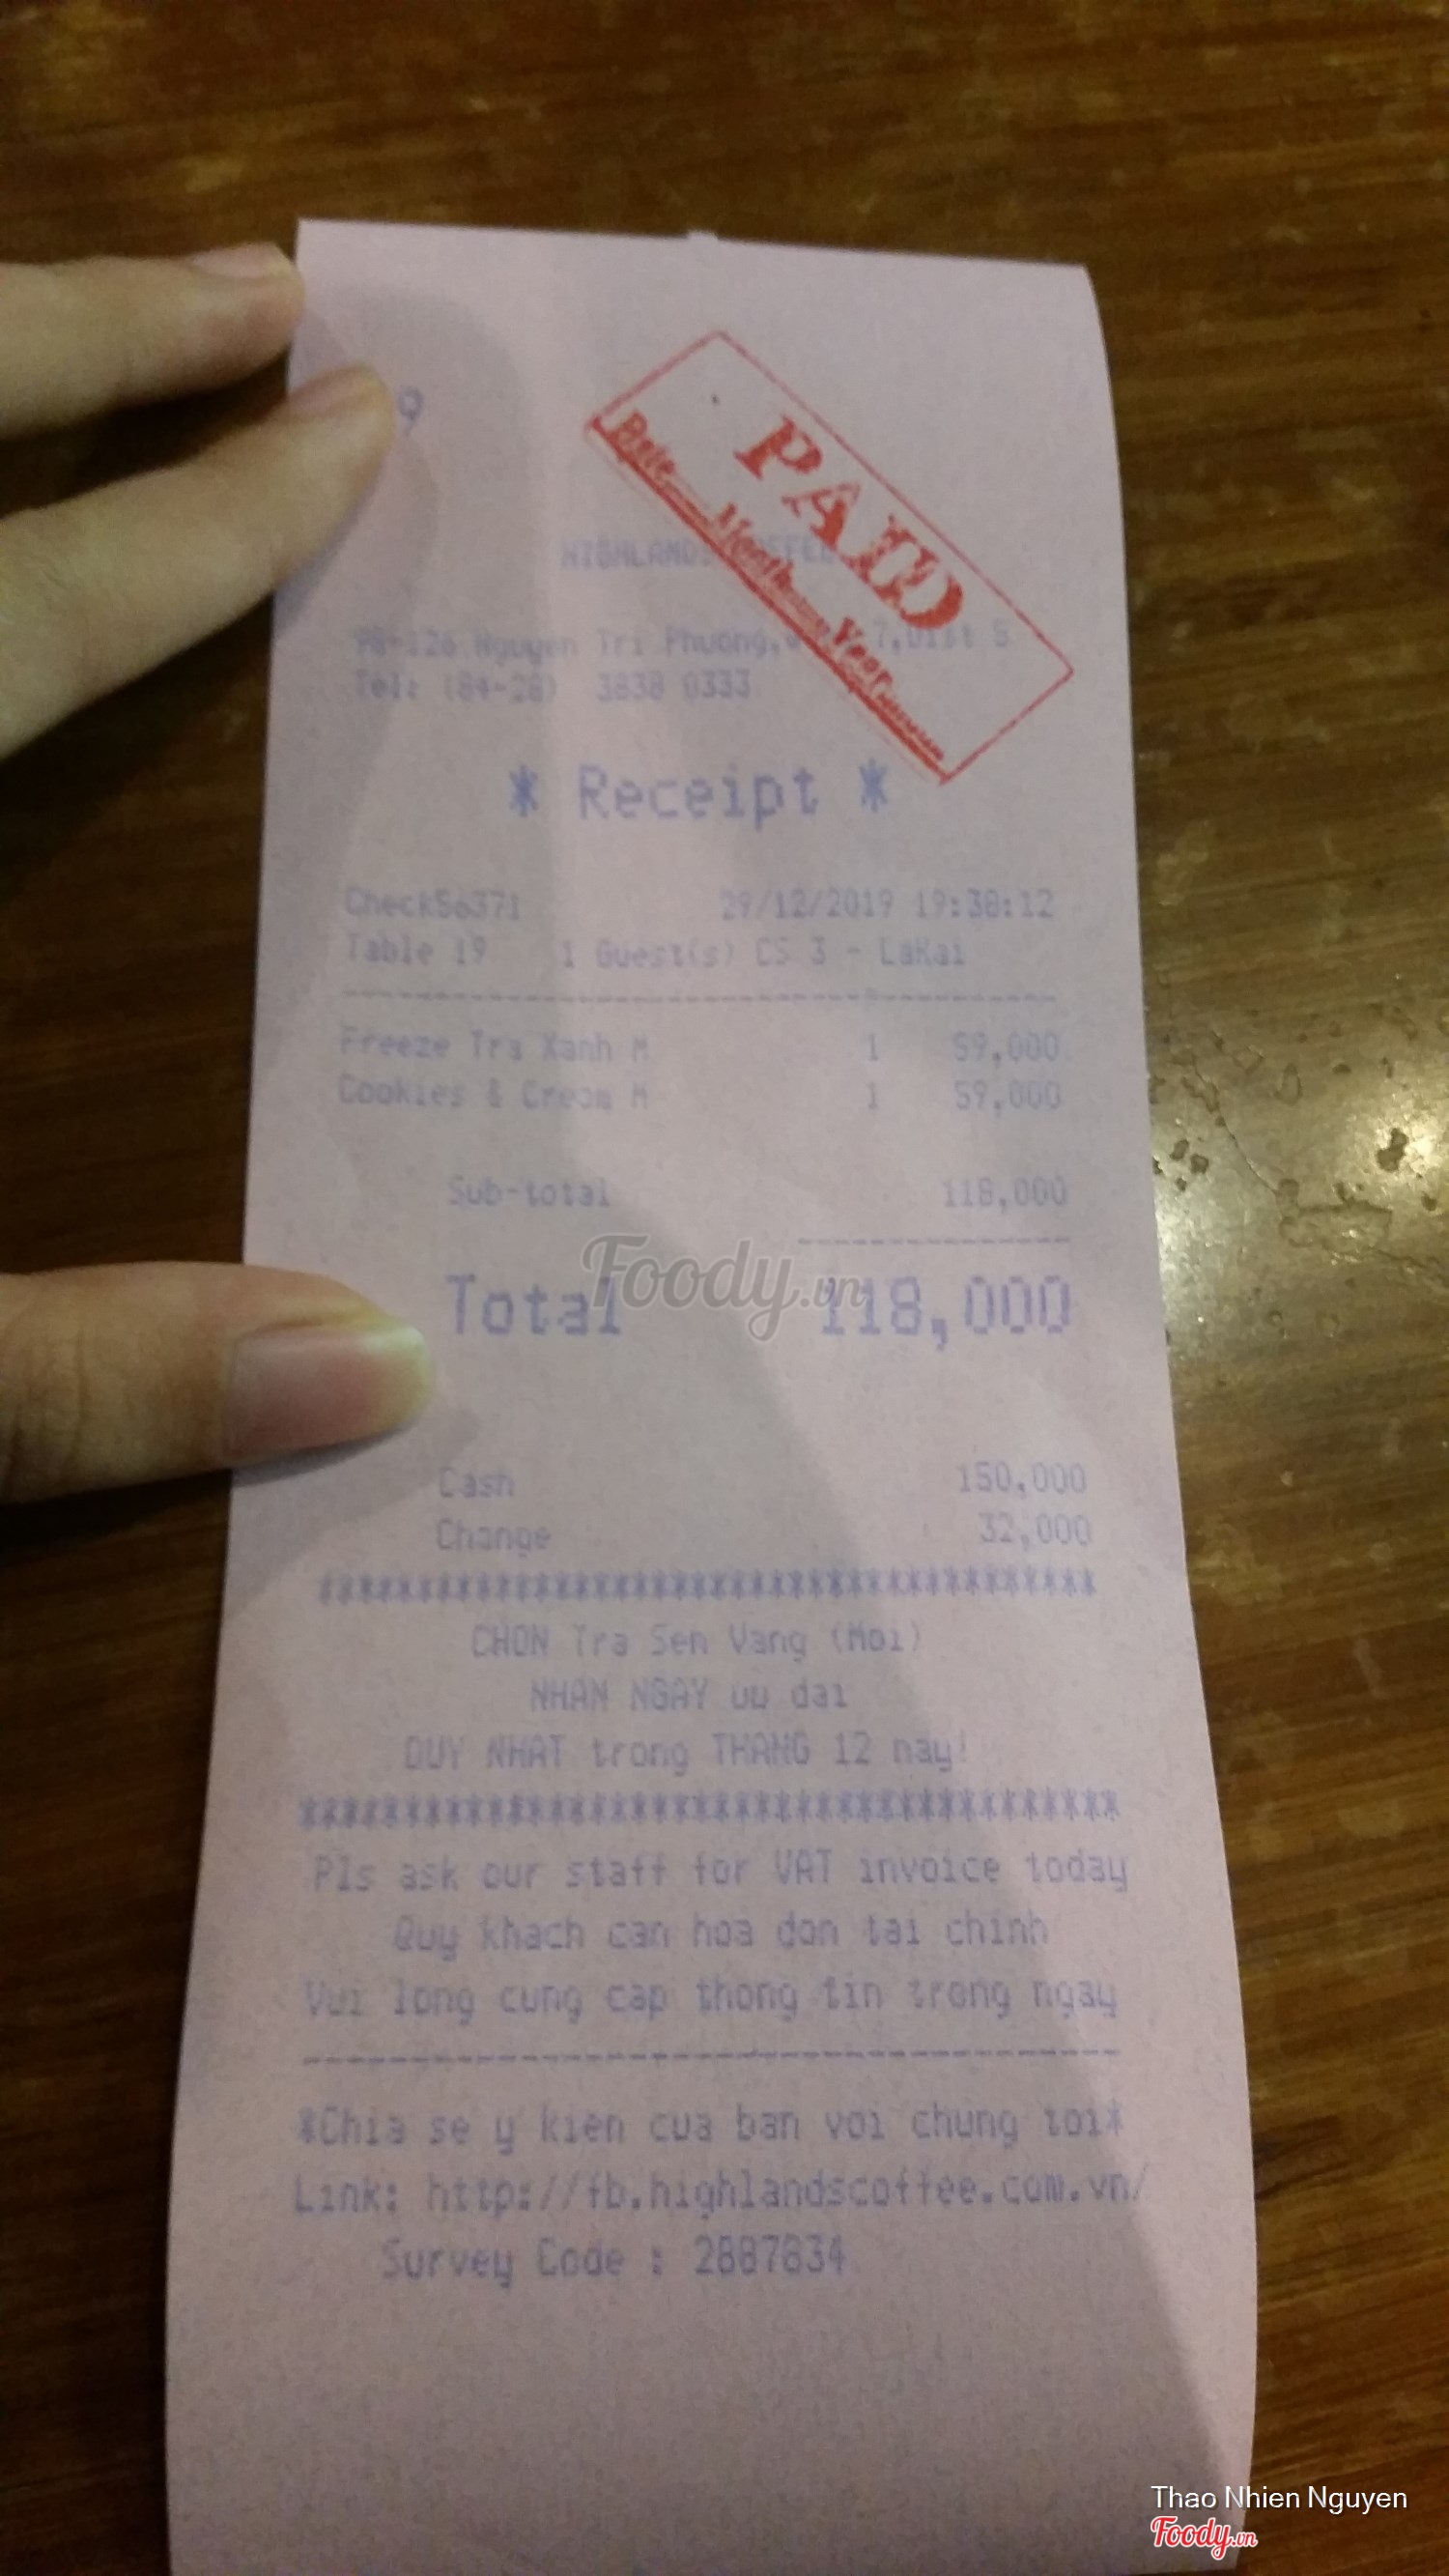 9
PAID
Date Month Year
HIGHLANDS COFFEE
98-126 Nguyen Tri Phuong, 7,Dist 5
Tel: (84-28) 3838 0333
* Receipt *
Check56371 29/12/2019 19:38:12
Table 19 1 Guest(s) CS 3 - LaKai
Freeze Tra Xanh M 1 59,000
Cookies & Cream M 1 59,000
Sub-total 118,000
Total 118,000
Foody.vn
Cash 150,000
Change 32,000
CHON Tra Sen Vang (Moi)
NHAN NGAY uu dai
QUY NHAT trong THANG 12 nay!
Pls ask our staff for VAT invoice today
Quy khach can hoa don tai chinh
Vui long cung cap thong tin trong ngay
*Chia se y kien cua ban voi chung toi*
Link: http://fb.highlandscoffee.com.vn/
Survey Code : 2887834
Thao Nhien Nguyen
Foody.vn